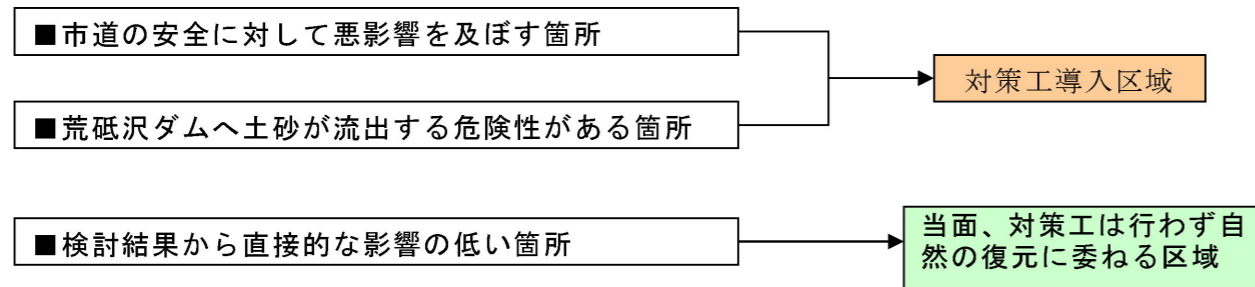 ■市道の安全に対して悪影響を及ぼす箇所
対策工導入区域
■荒砥沢ダムへ土砂が流出する危険性がある箇所
■検討結果から直接的な影響の低い箇所
当面、対策工は行わず自
然の復元に委ねる区域